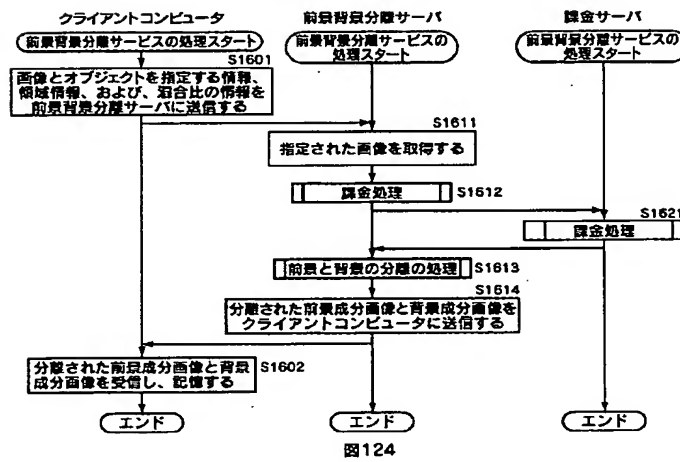 クライアントコンピュータ
前景背景分離サービスの処理スタート
S1601
画像とオブジェクトを指定する情報、
領域情報、および、混合比の情報を
前景背景分離サーバに送信する
前景背景分離サーバ
前景背景分離サービスの
処理スタート
S1611
指定された画像を取得する
課金処理
S1612
課金サーバ
前景背景分離サービスの
処理スタート
S1621
課金処理
前景と背景の分離の処理
S1613
S1614
分離された前景成分画像と背景成分画像を
クライアントコンピュータに送信する
分離された前景成分画像と背景
成分画像を受信し、記憶する
S1602
エンド
エンド
エンド
図124